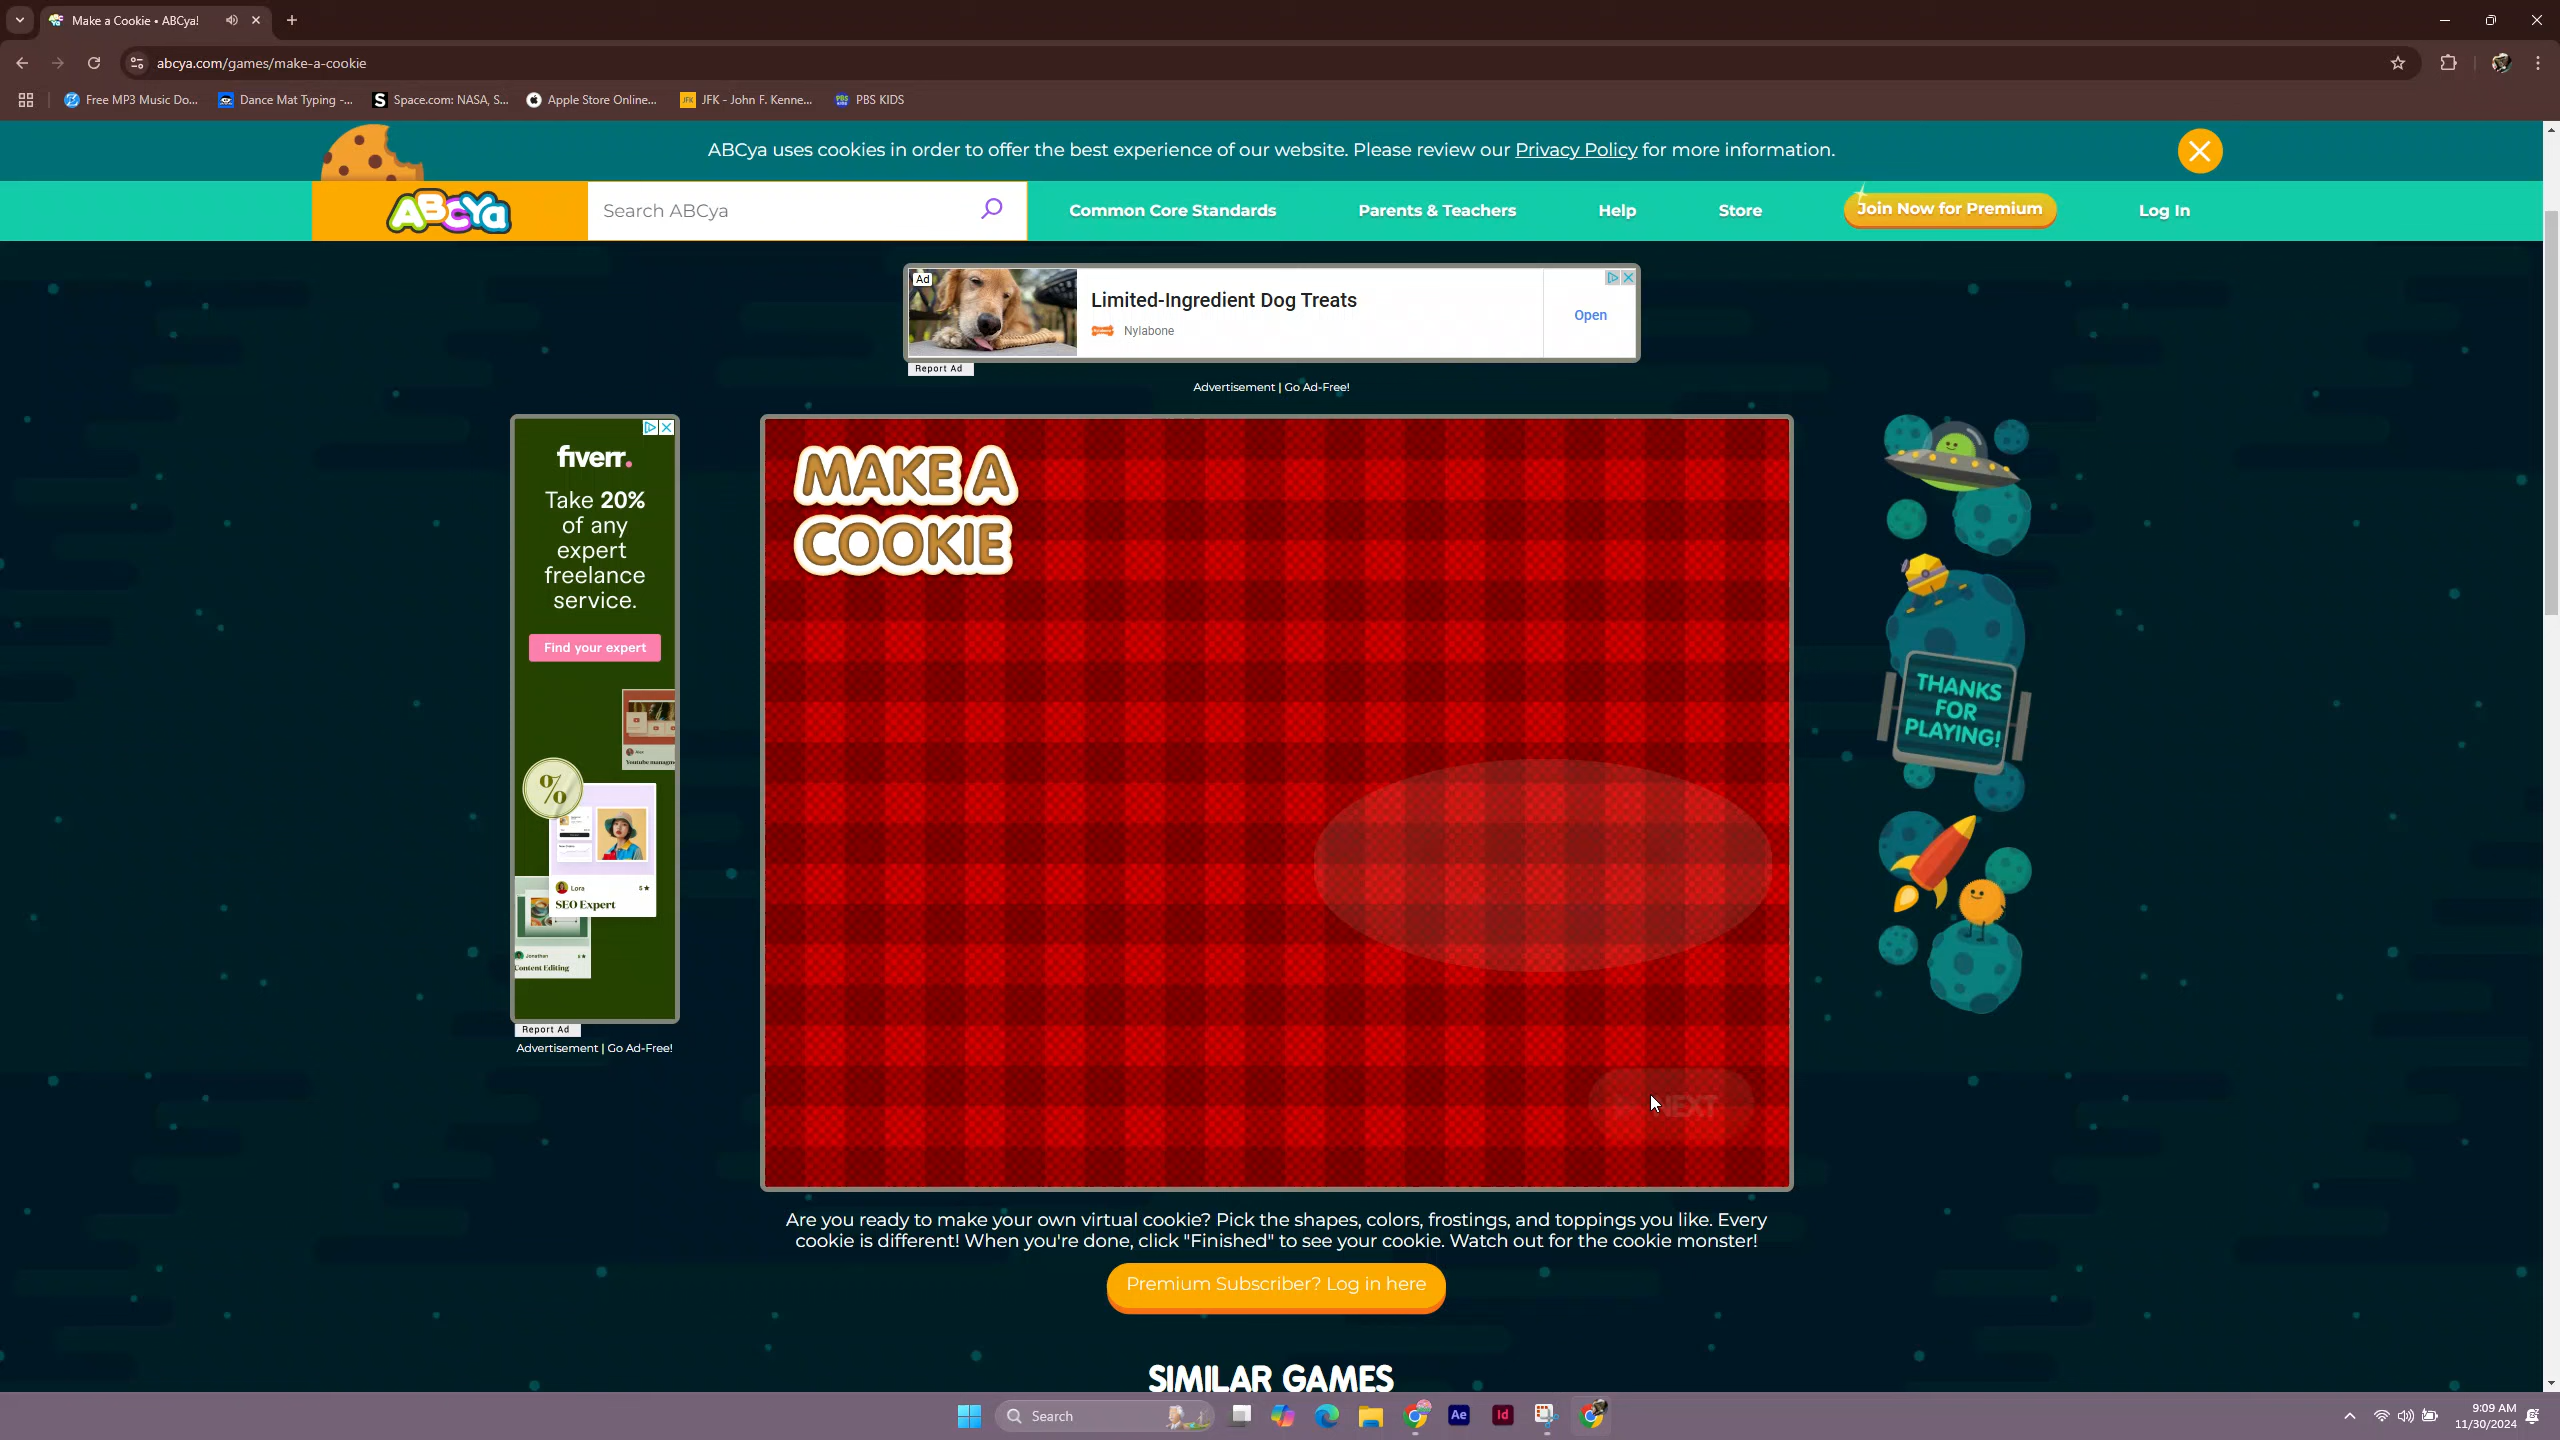 Make a Cookie • ABCya!
abcya.com/games/make-a-cookie
Free MP3 Music Do...
Dance Mat Typing -...
Space.com: NASA, S...
Apple Store Online...
JFK - John F. Kenne...
PBS KIDS
ABCya uses cookies in order to offer the best experience of our website. Please review our Privacy Policy for more information.
ABCya
Search ABCya
Common Core Standards
Parents & Teachers
Help
Store
Join Now for Premium
Log In
Ad
Limited-Ingredient Dog Treats
Nylabone
Open
Report Ad
Advertisement | Go Ad-Free!
fiverr.
Take 20%
of any
expert
freelance
service.
Find your expert
%
Lora
5★
SEO Expert
Jonathan
Content Editing
Report Ad
Advertisement | Go Ad-Free!
MAKE A
COOKIE
NEXT
THANKS
FOR
PLAYING!
Are you ready to make your own virtual cookie? Pick the shapes, colors, frostings, and toppings you like. Every
cookie is different! When you're done, click "Finished" to see your cookie. Watch out for the cookie monster!
Premium Subscriber? Log in here
SIMILAR GAMES
Search
Ae
Id
9:09 AM
11/30/2024